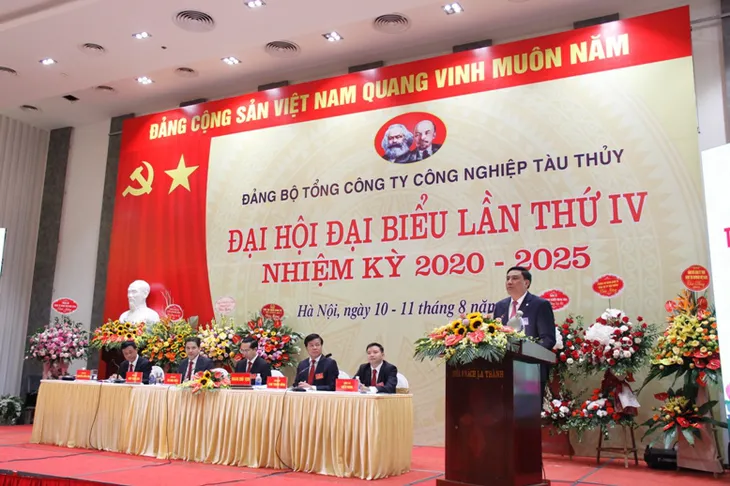 ĐẢNG CỘNG SẢN VIỆT NAM QUANG VINH MUÔN NĂM
ĐẢNG BỘ TỔNG CÔNG TY CÔNG NGHIỆP TÀU THỦY
ĐẠI HỘI ĐẠI BIỂU LẦN THỨ IV
NHIỆM KỲ 2020 - 2025
Hà Nội, ngày 10 - 11 tháng 8